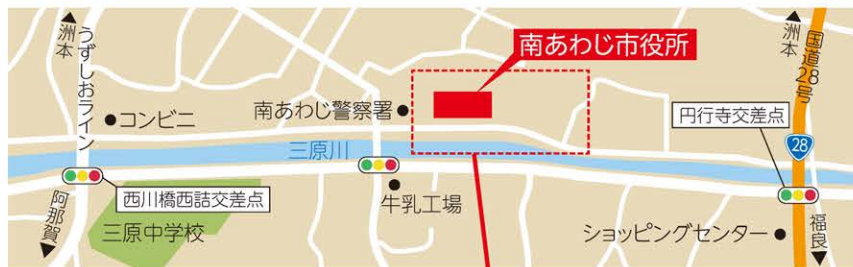 ▲洲本
うずしおライン
●コンビニ
南あわじ警察署●
南あわじ市役所
▲洲本
国道28号
円行寺交差点
28
三原川
西川橋西詰交差点
阿那賀▼
三原中学校
●牛乳工場
ショッピングセンター●
福良▼